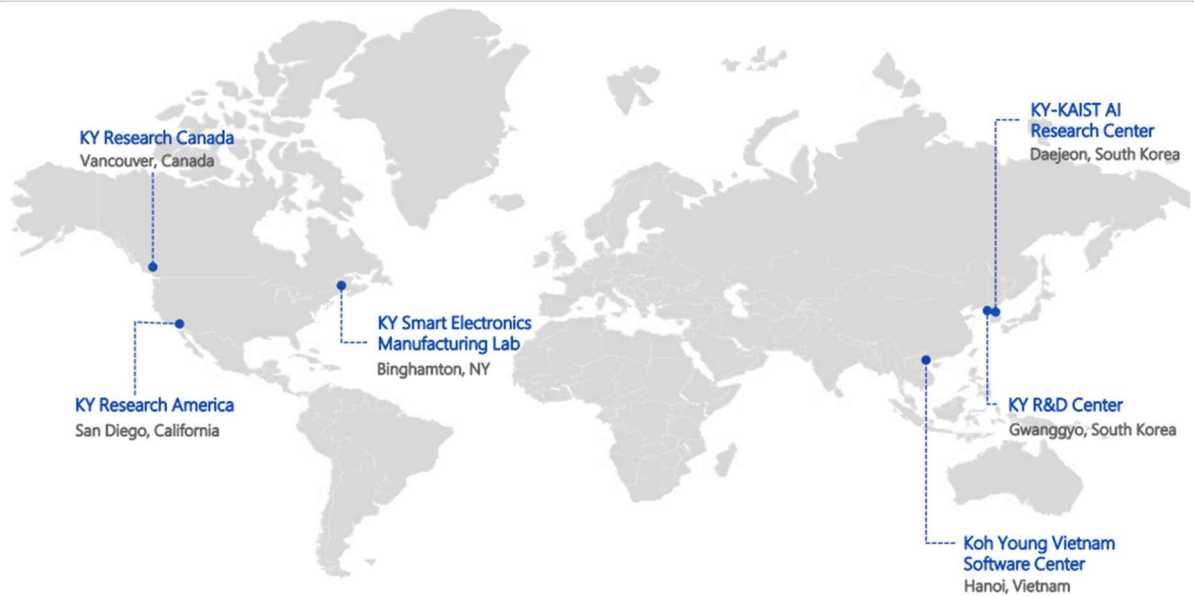 KY Research Canada
Vancouver, Canada
KY Research America
San Diego, California
KY Smart Electronics
Manufacturing Lab
Binghamton, NY
KY-KAIST AI
Research Center
Daejeon, South Korea
KY R&D Center
Gwanggyo, South Korea
Koh Young Vietnam
Software Center
Hanoi, Vietnam